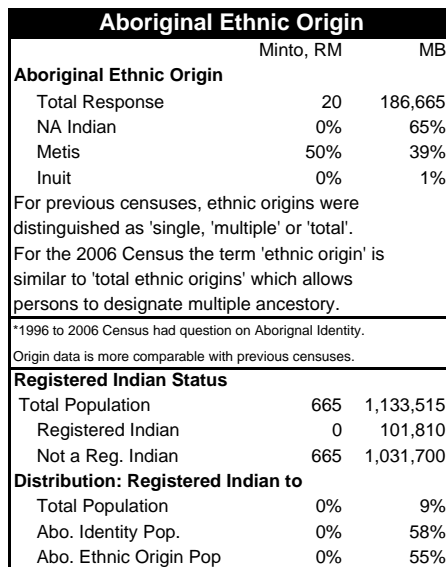 Aboriginal Ethnic Origin
Minto, RM MB
Aboriginal Ethnic Origin
Total Response 20 186,665
NA Indian 0% 65%
Metis 50% 39%
Inuit 0% 1%
For previous censuses, ethnic origins were
distinguished as 'single, 'multiple' or 'total'.
For the 2006 Census the term 'ethnic origin' is
similar to 'total ethnic origins' which allows
persons to designate multiple ancestory.
*1996 to 2006 Census had question on Aborignal Identity.
Origin data is more comparable with previous censuses.
Registered Indian Status
Total Population 665 1,133,515
Registered Indian 0 101,810
Not a Reg. Indian 665 1,031,700
Distribution: Registered Indian to
Total Population 0% 9%
Abo. Identity Pop. 0% 58%
Abo. Ethnic Origin Pop 0% 55%